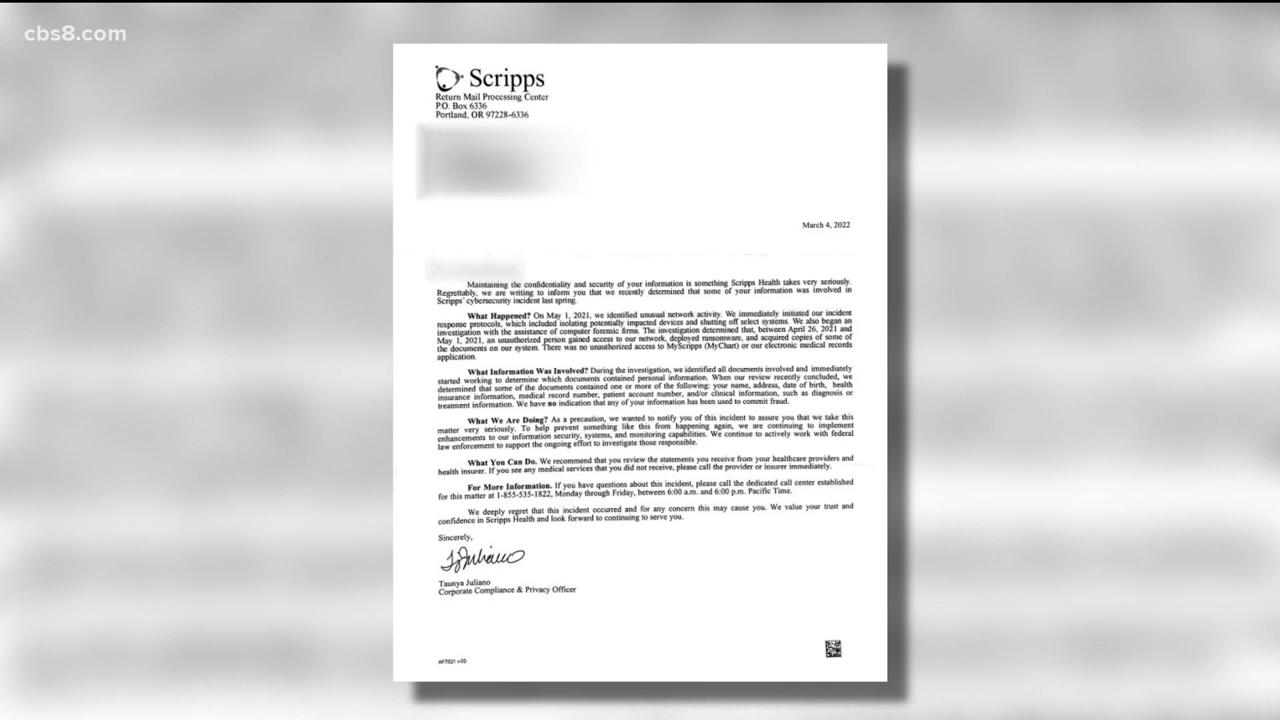 cbs8.com
Scripps
Return Mail Processing Center
P.O. Box 6336
Portland, OR 97228-6336
March 4, 2022
Maintaining the confidentiality and security of your information is something Scripps Health takes very seriously.
Regrettably, we are writing to inform you that we recently determined that some of your information was involved in
Scripps' cybersecurity incident last spring.
What Happened? On May 1, 2021, we identified unusual network activity. We immediately initiated our incident
response protocols, which included isolating potentially impacted devices and shutting off select systems. We also began an
investigation with the assistance of computer forensic firms. The investigation determined that, between April 26, 2021 and
May 1, 2021, an unauthorized person gained access to our network, deployed ransomware, and acquired copies of some of
the documents on our system. There was no unauthorized access to MyScripps (MyChart) or our electronic medical records
application.
What Information Was Involved? During the investigation, we identified all documents involved and immediately
started working to determine which documents contained personal information. When our review recently concluded, we
determined that some of the documents contained one or more of the following: your name, address, date of birth, health
insurance information, medical record number, patient account number, and/or clinical information, such as diagnosis or
treatment information. We have no indication that any of your information has been used to commit fraud.
What We Are Doing? As a precaution, we wanted to notify you of this incident to assure you that we take this
matter very seriously. To help prevent something like this from happening again, we are continuing to implement
enhancements to our information security, systems, and monitoring capabilities. We continue to actively work with federal
law enforcement to support the ongoing effort to investigate those responsible.
What You Can Do. We recommend that you review the statements you receive from your healthcare providers and
health insurer. If you see any medical services that you did not receive, please call the provider or insurer immediately.
For More Information. If you have questions about this incident, please call the dedicated call center established
for this matter at 1-855-535-1822, Monday through Friday, between 6:00 a.m. and 6:00 p.m. Pacific Time.
We deeply regret that this incident occurred and for any concern this may cause you. We value your trust and
confidence in Scripps Health and look forward to continuing to serve you.
Sincerely,
TJuliano
Taunya Juliano
Corporate Compliance & Privacy Officer
AF7621 v.03